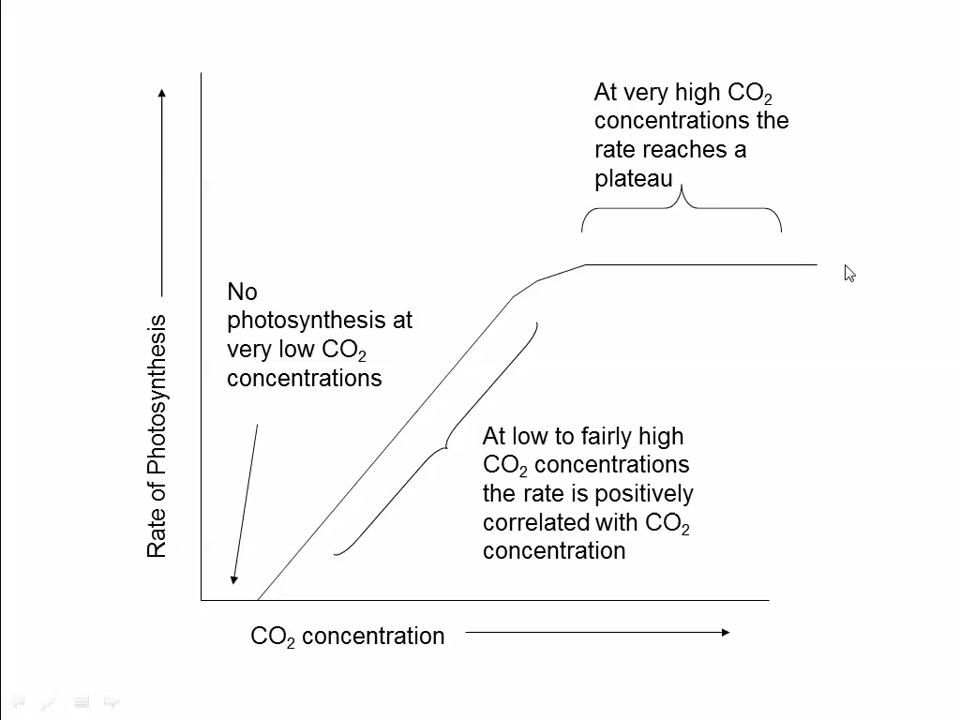 At very high CO₂
concentrations the
rate reaches a
plateau
No
photosynthesis at
very low CO₂
concentrations
At low to fairly high
CO₂ concentrations
the rate is positively
correlated with CO₂
concentration
Rate of Photosynthesis
CO₂ concentration